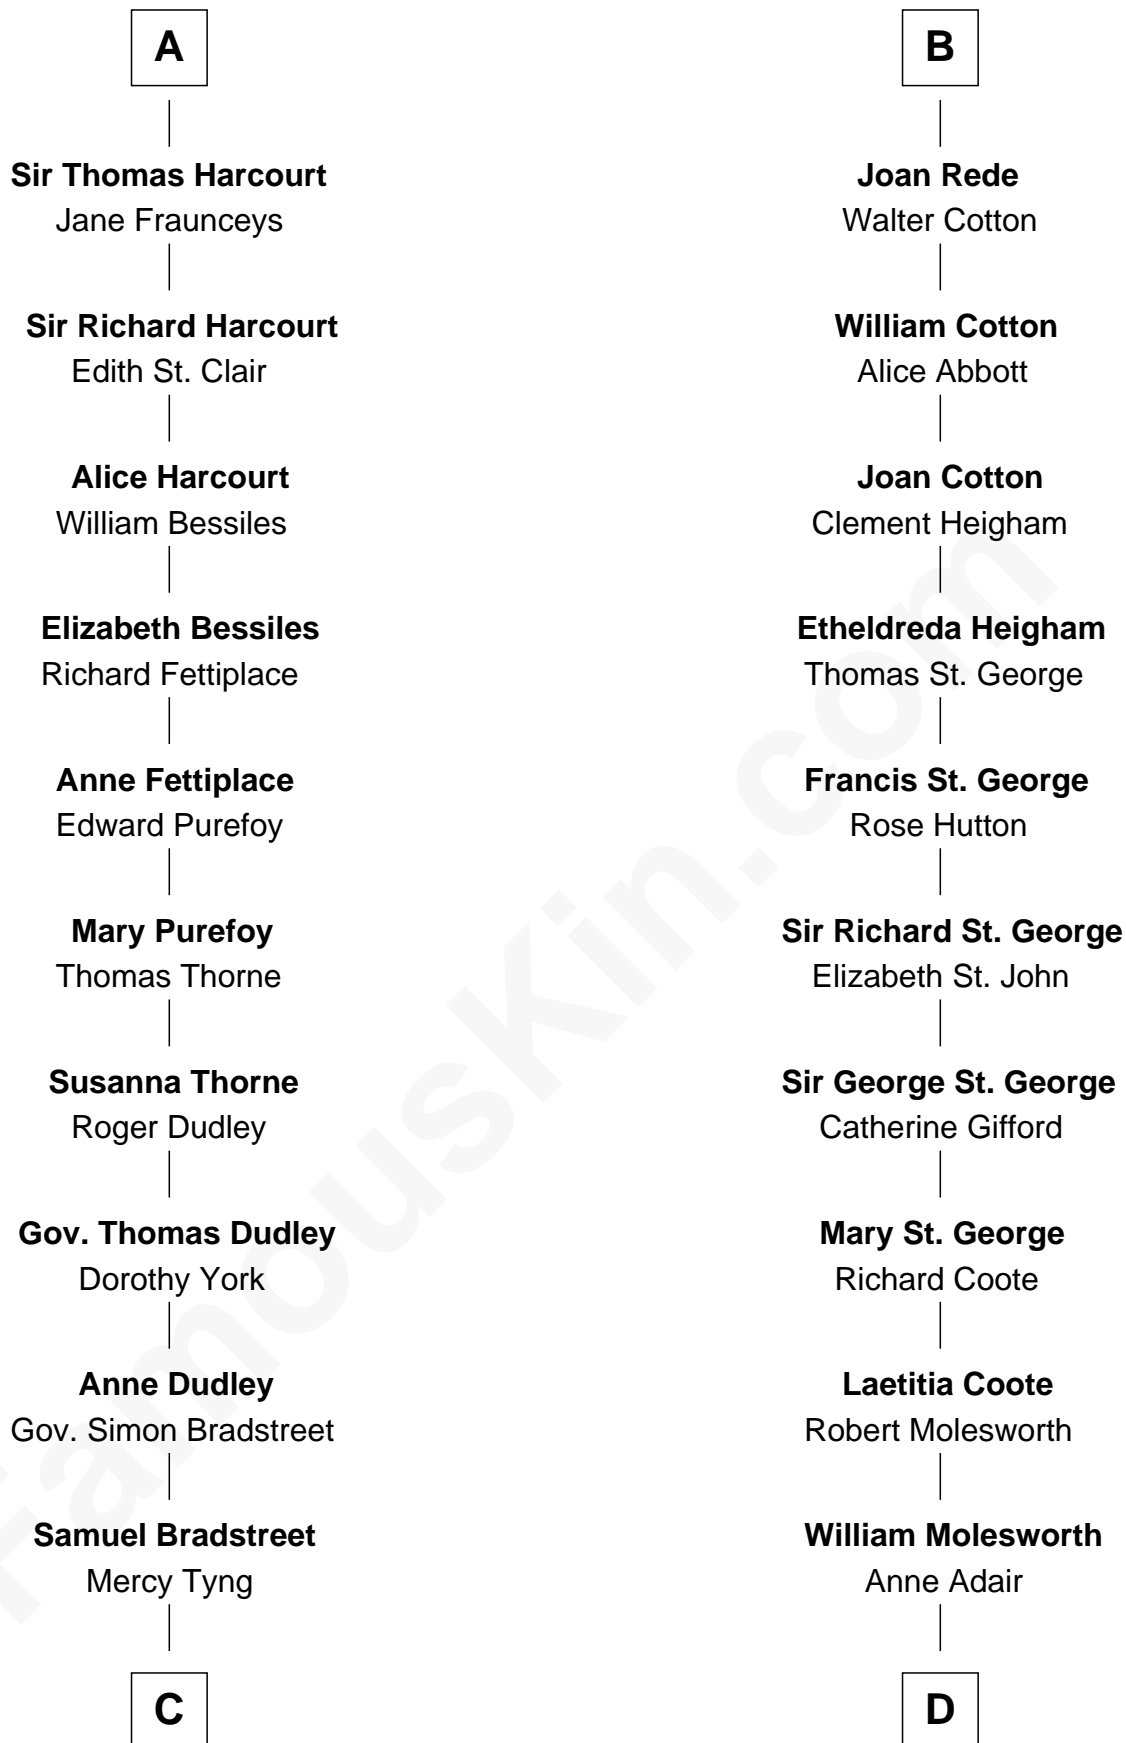 A
Sir Thomas Harcourt
Jane Fraunceys
Sir Richard Harcourt
Edith St. Clair
Alice Harcourt
William Bessiles
Elizabeth Bessiles
Richard Fettiplace
Anne Fettiplace
Edward Purefoy
Mary Purefoy
Thomas Thorne
Susanna Thorne
Roger Dudley
Gov. Thomas Dudley
Dorothy York
Anne Dudley
Gov. Simon Bradstreet
Samuel Bradstreet
Mercy Tyng
C
B
Joan Rede
Walter Cotton
William Cotton
Alice Abbott
Joan Cotton
Clement Heigham
Etheldreda Heigham
Thomas St. George
Francis St. George
Rose Hutton
Sir Richard St. George
Elizabeth St. John
Sir George St. George
Catherine Gifford
Mary St. George
Richard Coote
Laetitia Coote
Robert Molesworth
William Molesworth
Anne Adair
D
FamousKin.com